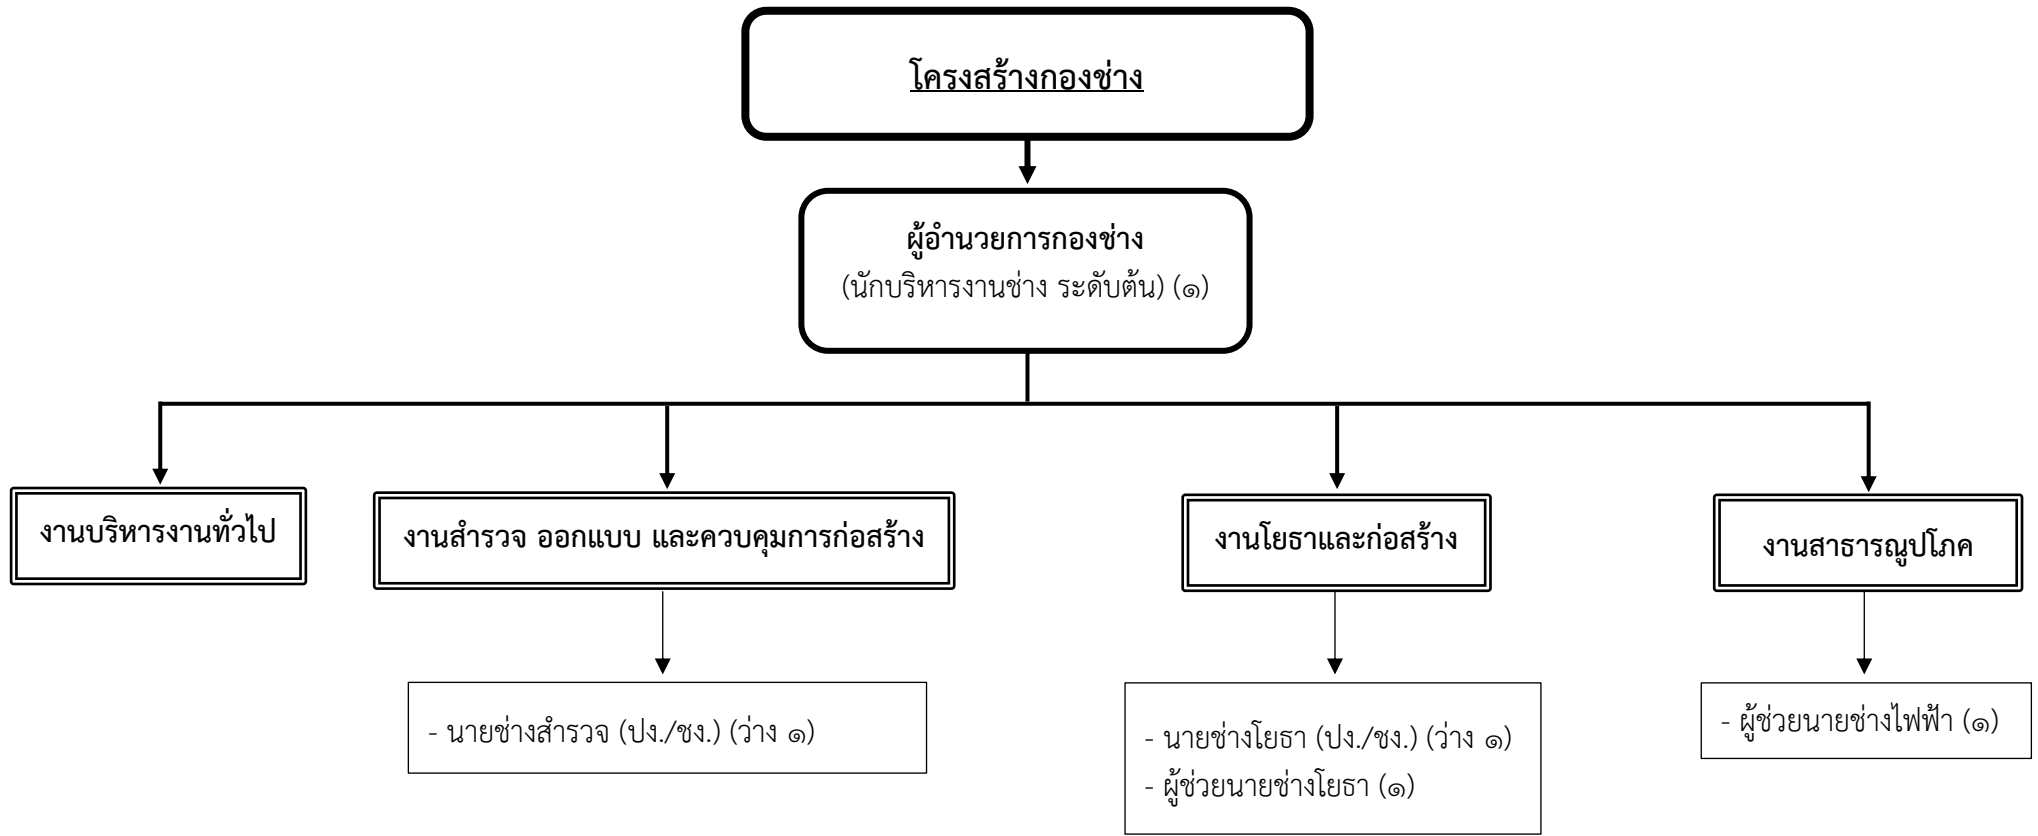 โครงสร้างกองช่าง
ผู้อำนวยการกองช่าง
(นักบริหารงานช่าง ระดับต้น) (๑)
งานบริหารงานทั่วไป
งานสำรวจ ออกแบบ และควบคุมการก่อสร้าง
งานโยธาและก่อสร้าง
งานสาธารณูปโภค
- นายช่างสำรวจ (ปง./ชง.) (ว่าง ๑)
- นายช่างโยธา (ปง./ชง.) (ว่าง ๑)
- ผู้ช่วยนายช่างโยธา (๑)
- ผู้ช่วยนายช่างไฟฟ้า (๑)